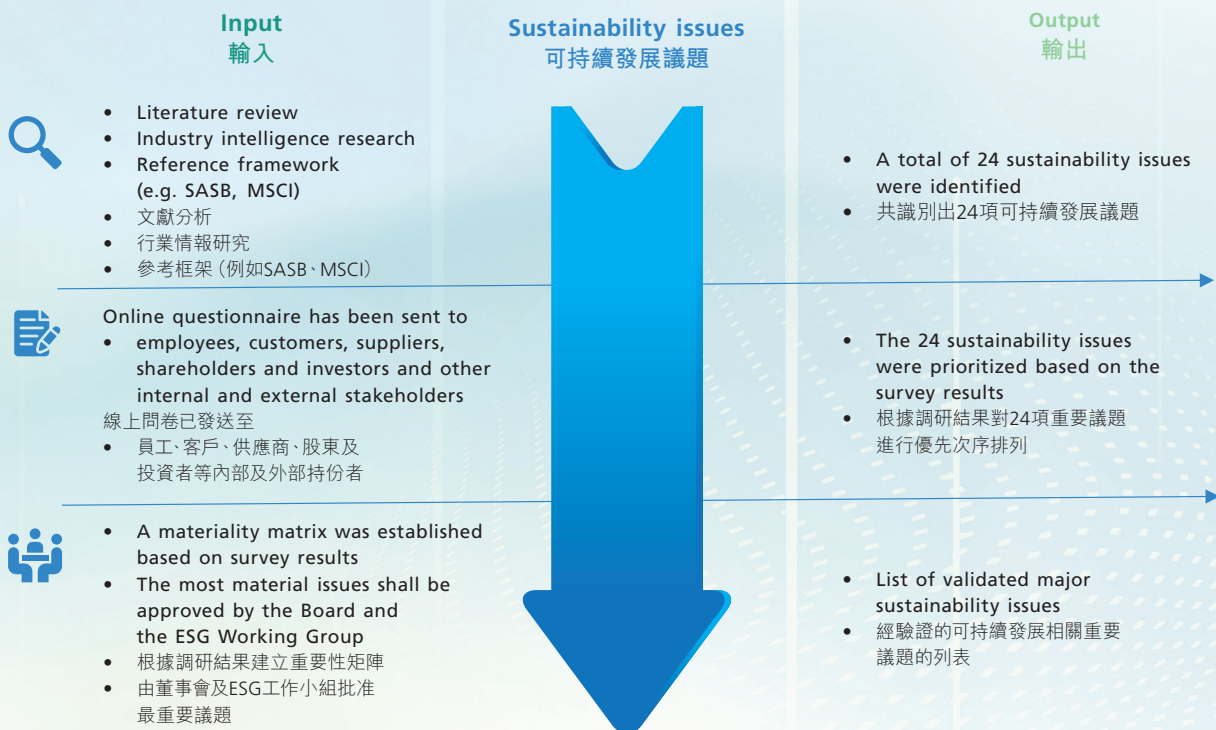 Input
輸入
Sustainability issues
可持續發展議題
Output
輸出
• Literature review
• Industry intelligence research
• Reference framework
(e.g. SASB, MSCI)
• 文獻分析
• 行業情報研究
• 參考框架（例如SASB、MSCI）
• A total of 24 sustainability issues
were identified
• 共識別出24項可持續發展議題
Online questionnaire has been sent to
• employees, customers, suppliers,
shareholders and investors and other
internal and external stakeholders
線上問卷已發送至
• 員工、客戶、供應商、股東及
投資者等內部及外部持份者
• The 24 sustainability issues
were prioritized based on the
survey results
• 根據調研結果對24項重要議題
進行優先次序排列
• A materiality matrix was established
based on survey results
• The most material issues shall be
approved by the Board and
the ESG Working Group
• 根據調研結果建立重要性矩陣
• 由董事會及ESG工作小組批准
最重要議題
• List of validated major
sustainability issues
• 經驗證的可持續發展相關重要
議題的列表